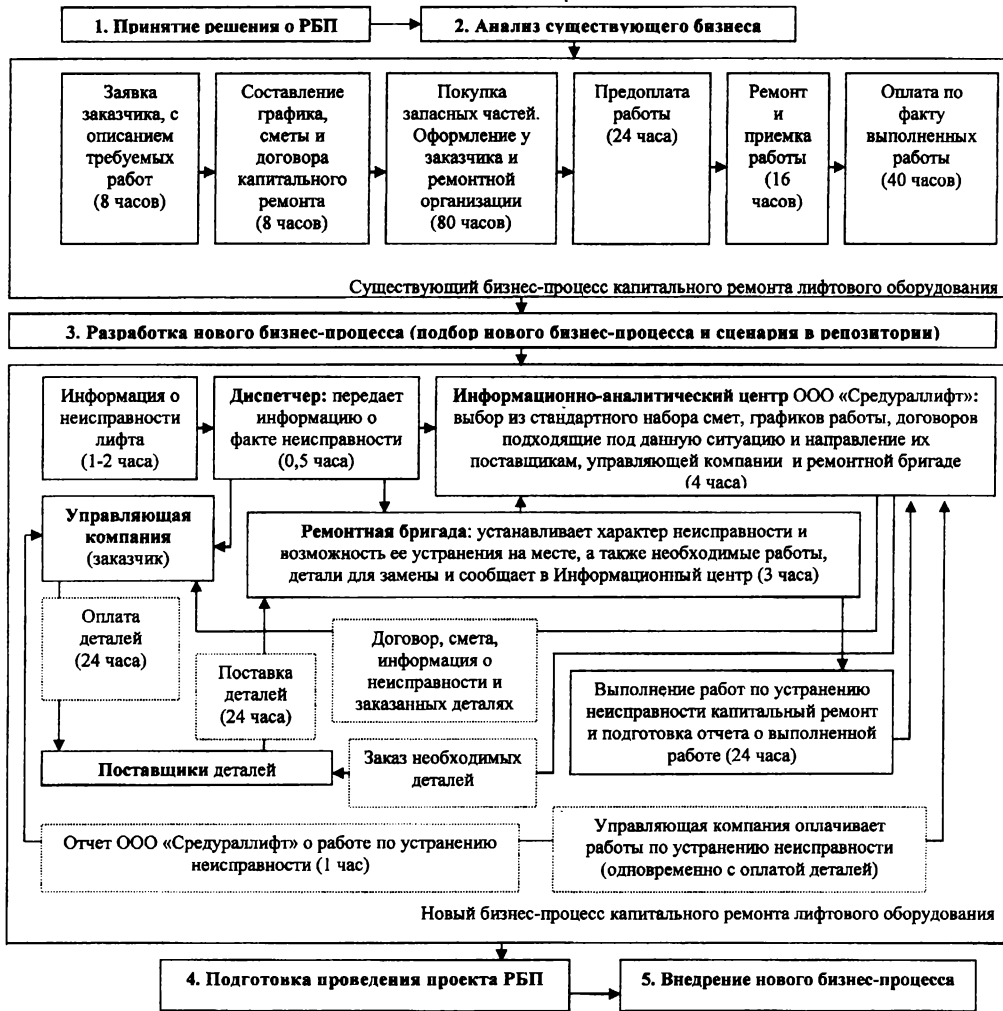 1. Принятие решения о РБП
2. Анализ существующего бизнеса
Заявка
заказчика, с
описанием
требуемых
работ
(8 часов)
Составление
графика,
сметы и
договора
капитального
ремонта
(8 часов)
Покупка
запасных частей.
Оформление у
заказчика и
ремонтной
организации
(80 часов)
Предоплата
работы
(24 часа)
Ремонт
и
приемка
работы
(16
часов)
Оплата по
факту
выполненных
работы
(40 часов)
Существующий бизнес-процесс капитального ремонта лифтового оборудования
3. Разработка нового бизнес-процесса (подбор нового бизнес-процесса и сценария в репозитории)
Информация о
неисправности
лифта
(1-2 часа)
Диспетчер: передает
информацию о
факте неисправности
(0,5 часа)
Информационно-аналитический центр ООО «Средураллифт»:
выбор из стандартного набора смет, графиков работы, договоров
подходящие под данную ситуацию и направление их
поставщикам, управляющей компании и ремонтной бригаде
(4 часа)
Управляющая
компания
(заказчик)
Ремонтная бригада: устанавливает характер неисправности и
возможность ее устранения на месте, а также необходимые работы,
детали для замены и сообщает в Информационный центр (3 часа)
Оплата
деталей
(24 часа)
Поставка
деталей
(24 часа)
Договор, смета,
информация о
неисправности и
заказанных деталях
Выполнение работ по устранению
неисправности капитальный ремонт
и подготовка отчета о выполненной
работе (24 часа)
Поставщики деталей
Заказ необходимых
деталей
Отчет ООО «Средураллифт» о работе по устранению
неисправности (1 час)
Управляющая компания оплачивает
работы по устранению неисправности
(одновременно с оплатой деталей)
Новый бизнес-процесс капитального ремонта лифтового оборудования
4. Подготовка проведения проекта РБП
5. Внедрение нового бизнес-процесса